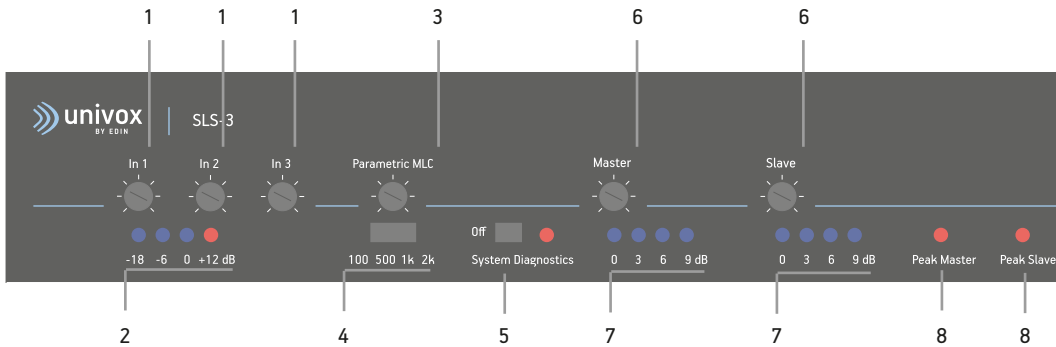 1 1 1 3 6 6
univox
BY EDIN
SLS-3
In 1 In 2 In 3 Parametric MLC Master Slave
Off
-18 -6 0 +12 dB 100 500 1k 2k System Diagnostics 0 3 6 9 dB 0 3 6 9 dB Peak Master Peak Slave
2 4 5 7 7 8 8